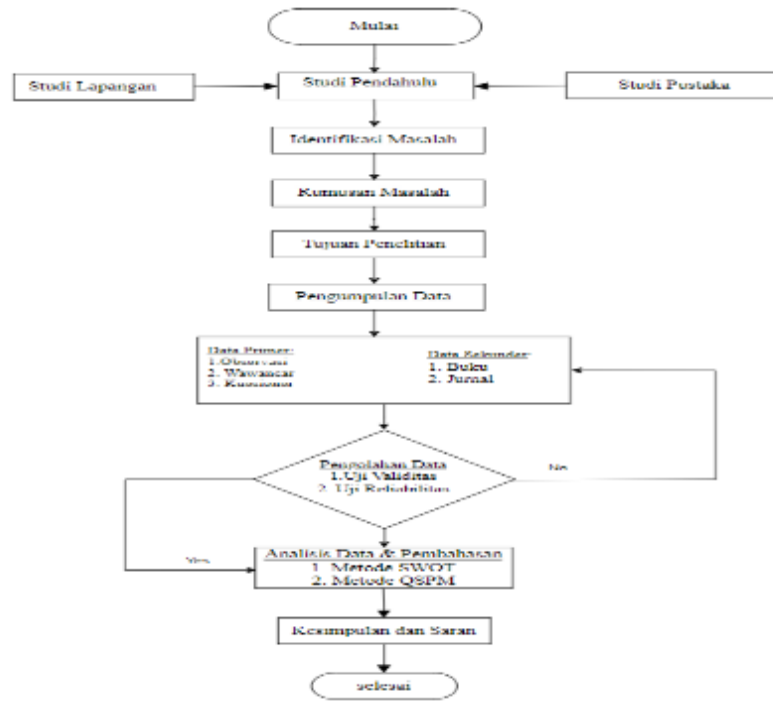 Mulai
Studi Lapangan
Studi Pendahulu
Studi Pustaka
Identifikasi Masalah
Rumusan Masalah
Tujuan Penelitian
Pengumpulan Data
Data Primer:
1.Observasi
2. Wawancar
3. Kuesioner
Data Sekunder:
1. Buku
2. Jurnal
Pengolahan Data
1.Uji Validitas
2. Uji Reliabilitas
No
Yes
Analisis Data & Pembahasan
1. Metode SWOT
2. Metode QSPM
Kesimpulan dan Saran
selesai